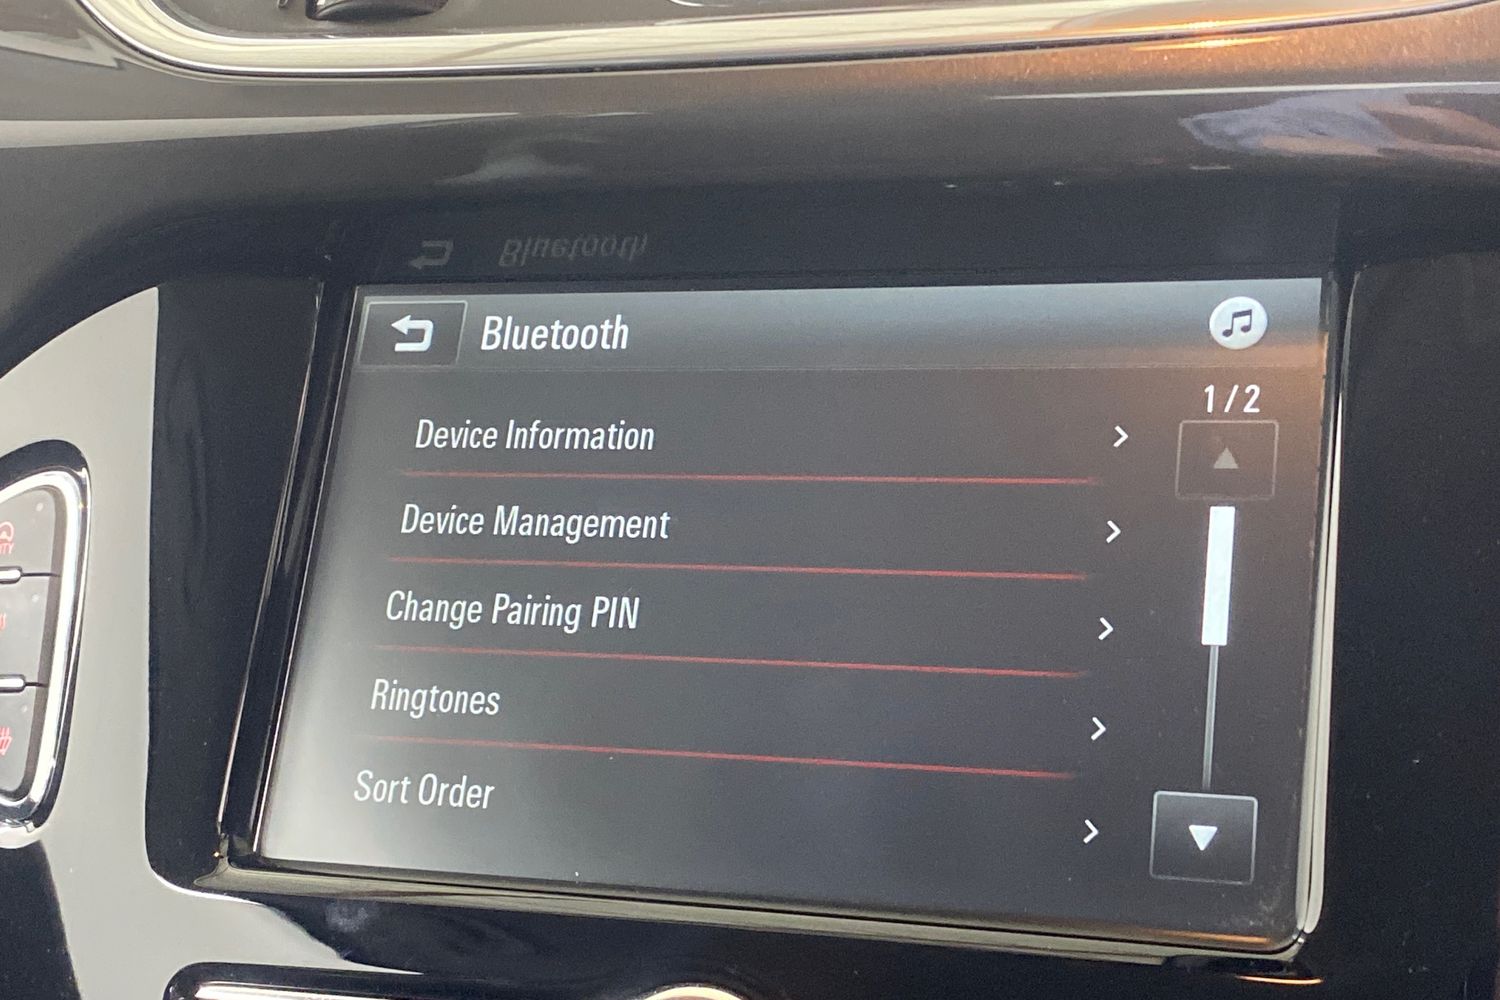 Bluetooth
1/2
Device Information
Device Management
Change Pairing PIN
Ringtones
Sort Order